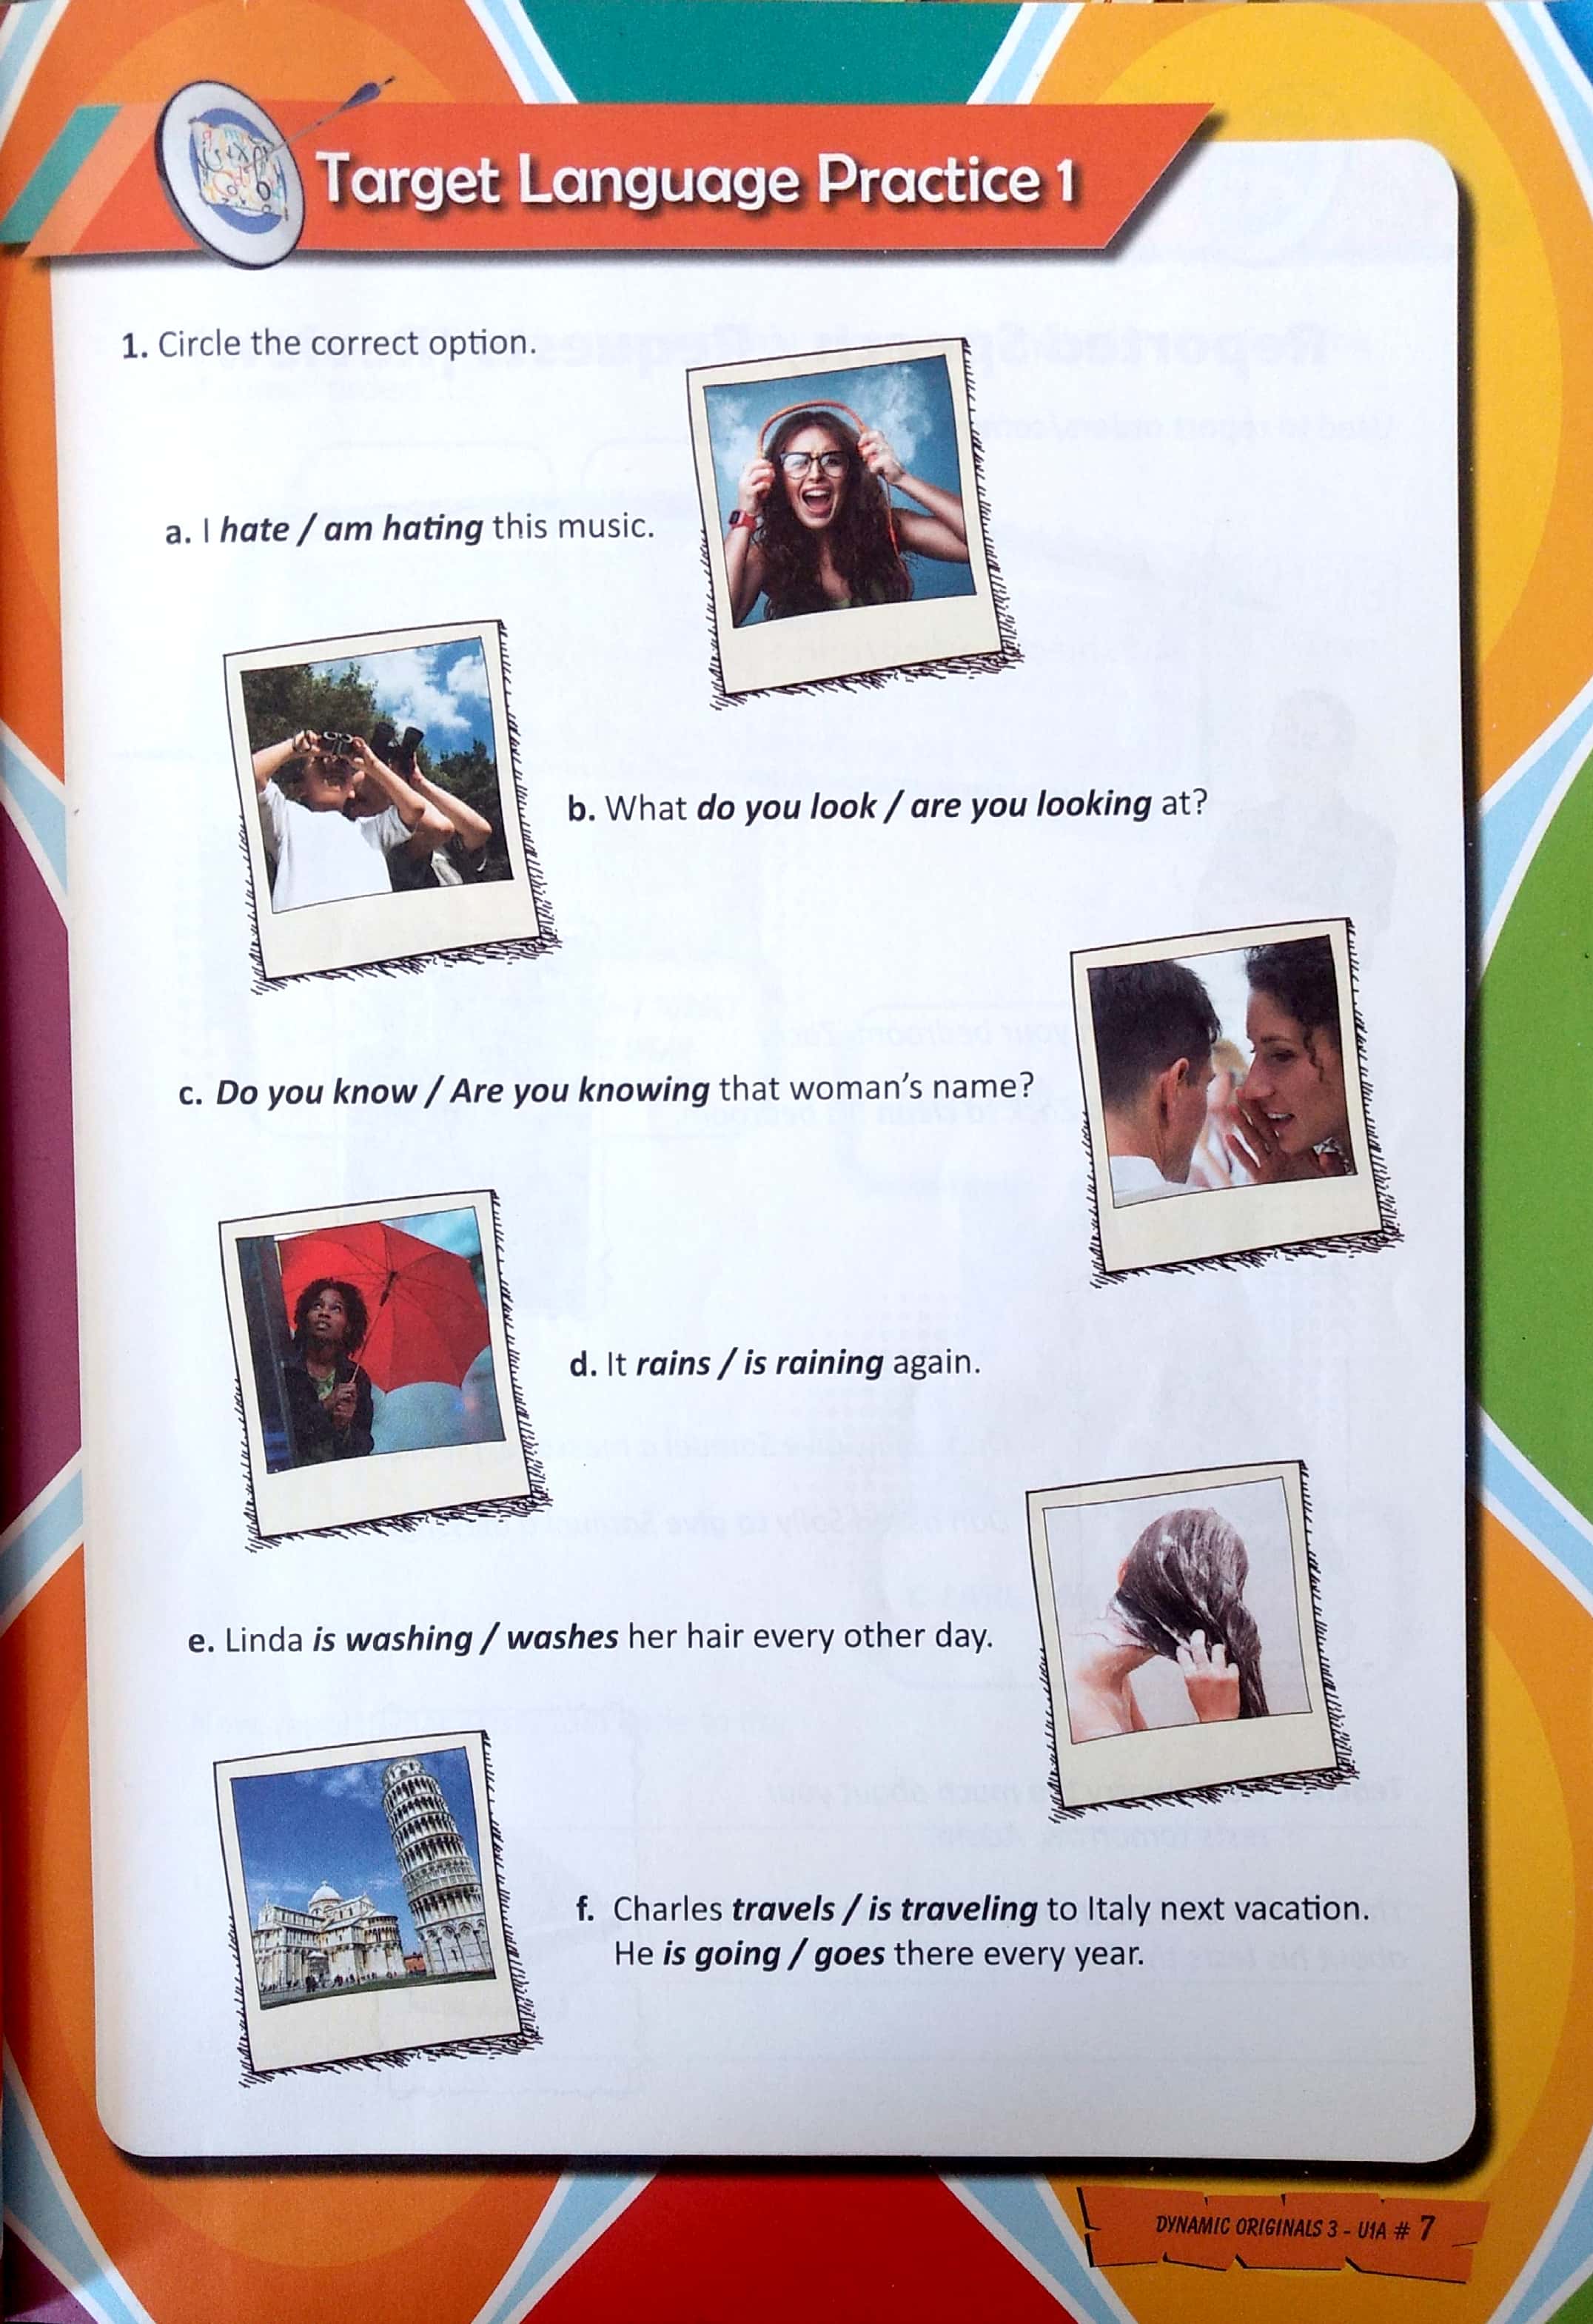 Target Language Practice 1
1. Circle the correct option.
a. I hate / am hating this music.
b. What do you look / are you looking at?
c. Do you know / Are you knowing that woman's name?
d. It rains / is raining again.
e. Linda is washing / washes her hair every other day.
f. Charles travels / is traveling to Italy next vacation.
He is going / goes there every year.
DYNAMIC ORIGINALS 3 - U1A # 7